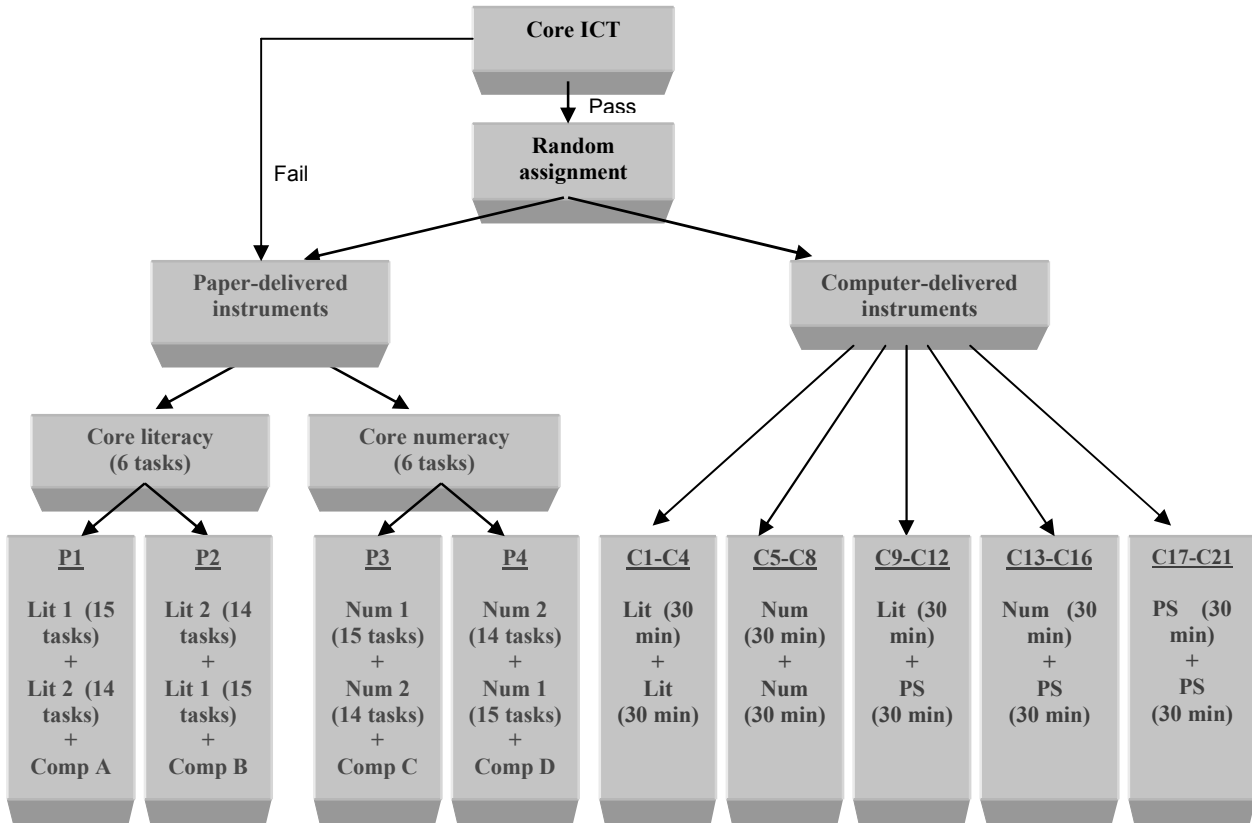 Core ICT
Pass
Random
assignment
Fail
Paper-delivered
instruments
Computer-delivered
instruments
Core literacy
(6 tasks)
Core numeracy
(6 tasks)
P1
Lit 1 (15
tasks)
+
Lit 2 (14
tasks)
+
Comp A
P2
Lit 2 (14
tasks)
+
Lit 1 (15
tasks)
+
Comp B
P3
Num 1
(15 tasks)
+
Num 2
(14 tasks)
+
Comp C
P4
Num 2
(14 tasks)
+
Num 1
(15 tasks)
+
Comp D
C1-C4
Lit (30
min)
+
Lit
(30 min)
C5-C8
Num
(30 min)
+
Num
(30 min)
C9-C12
Lit (30
min)
+
PS
(30 min)
C13-C16
Num (30
min)
+
PS
(30 min)
C17-C21
PS (30
min)
+
PS
(30 min)